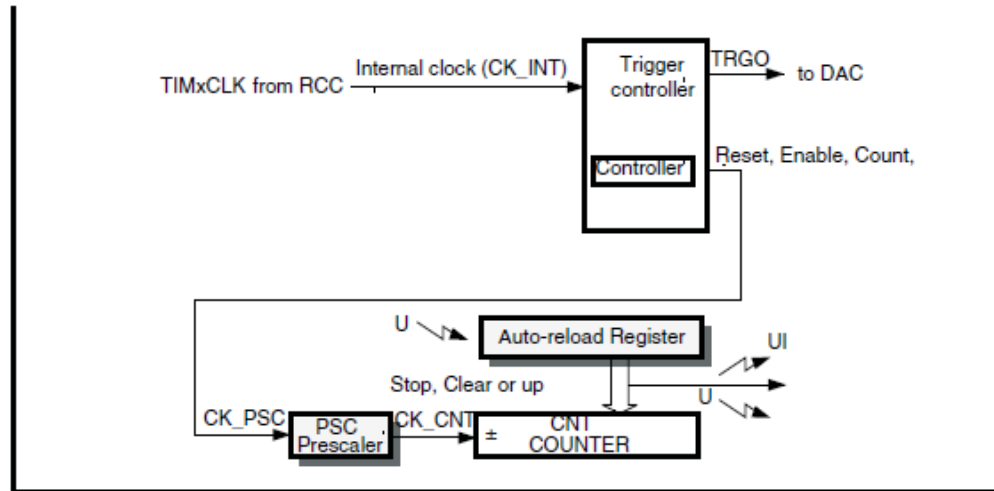 TIMxCLK from RCC
Internal clock (CK_INT)
Trigger
controller
TRGO
to DAC
Controller
Reset, Enable, Count,
U
Auto-reload Register
UI
Stop, Clear or up
U
CK_PSC
PSC
Prescaler
CK_CNT
±
CNT
COUNTER